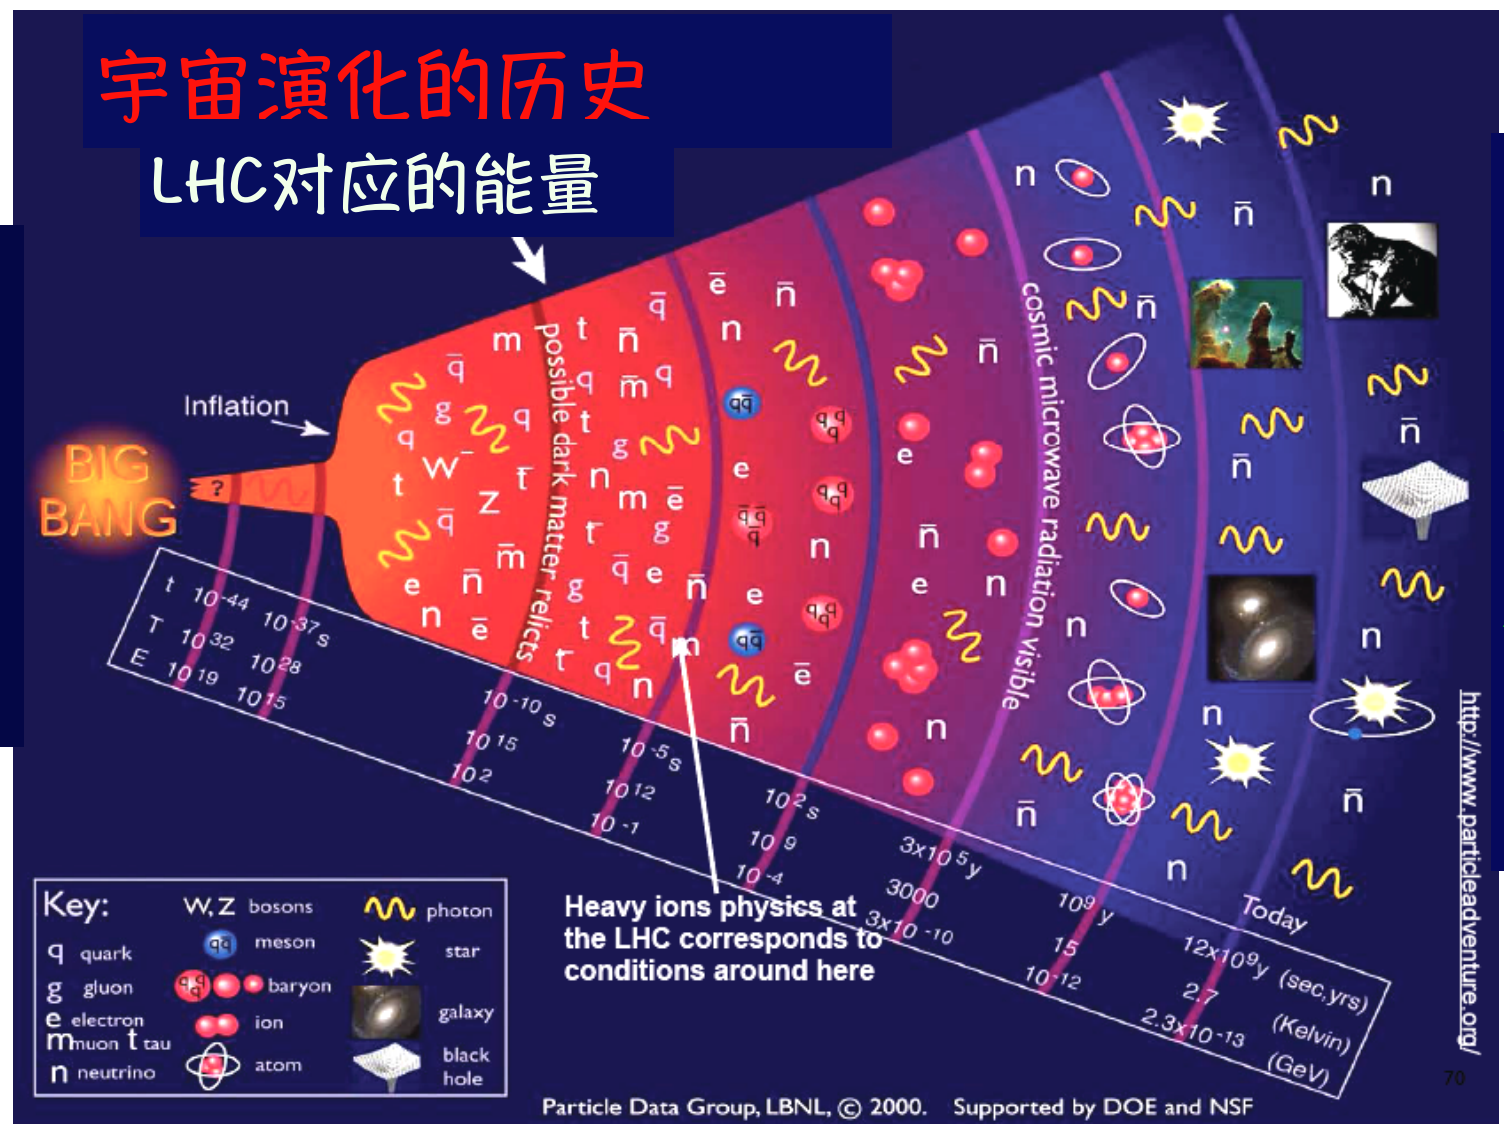 宇宙演化的历史
LHC对应的能量
Inflation
BIG
BANG
?
possible dark matter relicts
cosmic microwave radiation visible
m t q̄ ē n̄ n
q̄ q n̄ m̄ q
g q t g
q W⁻ t̄ n e
t Z m ē
q̄ m̄ t̄ g
e n̄ g q̄ e n̄ e
n ē t q̄ m
t̄ q n n̄ ē
qq̄
qqq
q̄q̄q̄
n n̄ e
t 10⁻⁴⁴ 10⁻³⁷ s 10⁻¹⁰ s 10⁻⁵ s 10² s 3x10⁵ y 10⁹ y 12x10⁹ y (sec,yrs)
T 10³² 10²⁸ 10¹⁵ 10¹² 10⁹ 3000 15 2.7 (Kelvin)
E 10¹⁹ 10¹⁵ 10² 10⁻¹ 10⁻⁴ 3x10⁻¹⁰ 10⁻¹² 2.3x10⁻¹³ (GeV)
Today
Heavy ions physics at
the LHC corresponds to
conditions around here
Key:
q quark
g gluon
e electron
m muon t tau
n neutrino
W, Z bosons
qq̄ meson
qqq baryon
ion
atom
photon
star
galaxy
black
hole
http://www.particleadventure.org/
70
Particle Data Group, LBNL, © 2000. Supported by DOE and NSF